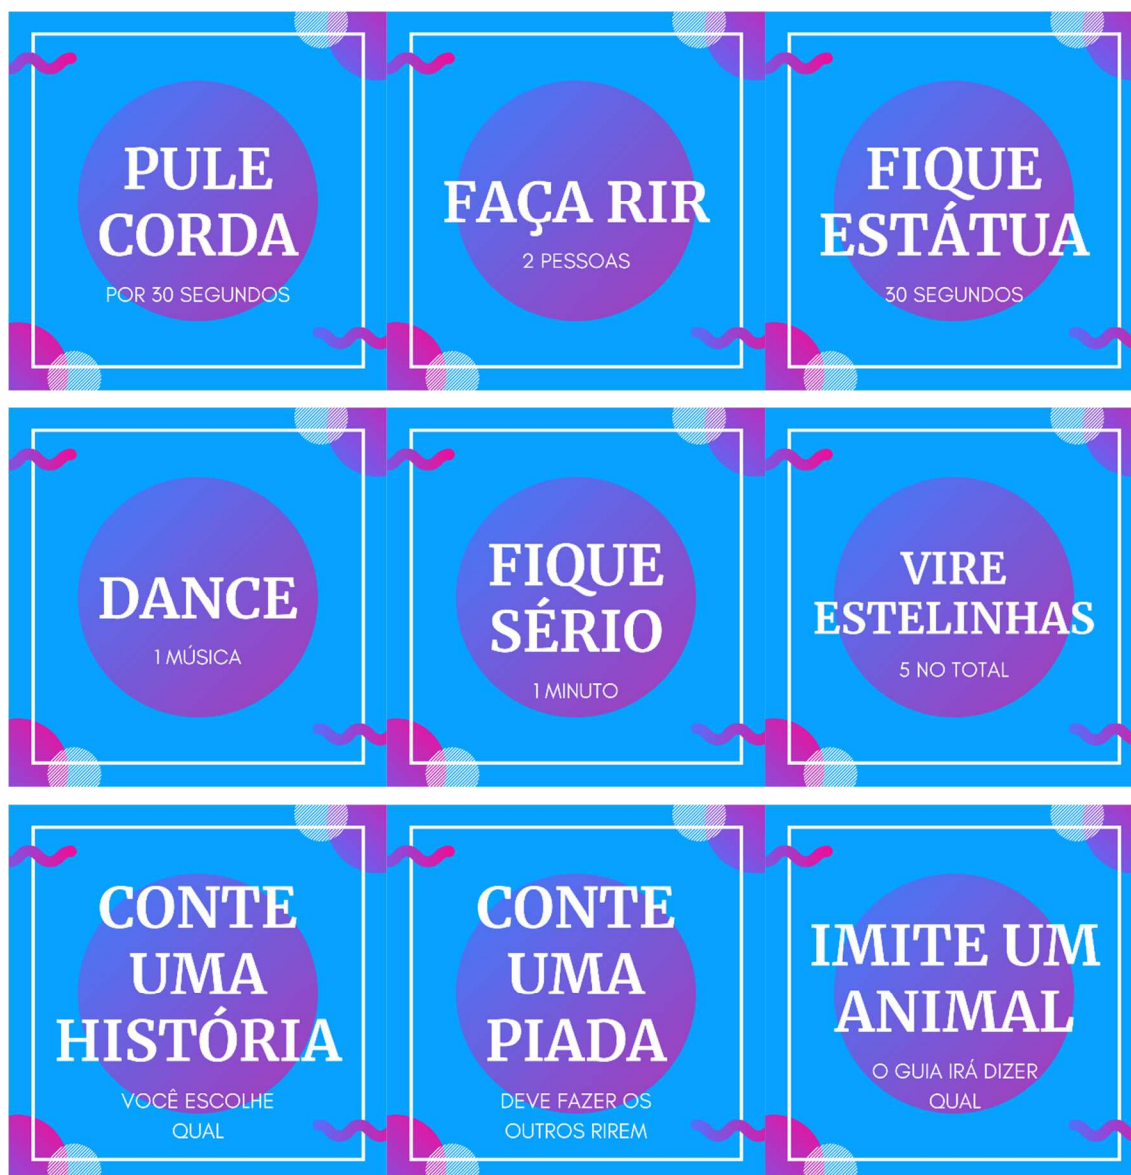 PULE
CORDA
POR 30 SEGUNDOS
FAÇA RIR
2 PESSOAS
FIQUE
ESTÁTUA
30 SEGUNDOS
DANCE
1 MÚSICA
FIQUE
SÉRIO
1 MINUTO
VIRE
ESTELINHAS
5 NO TOTAL
CONTE
UMA
HISTÓRIA
VOCÊ ESCOLHE
QUAL
CONTE
UMA
PIADA
DEVE FAZER OS
OUTROS RIREM
IMITE UM
ANIMAL
O GUIA IRÁ DIZER
QUAL